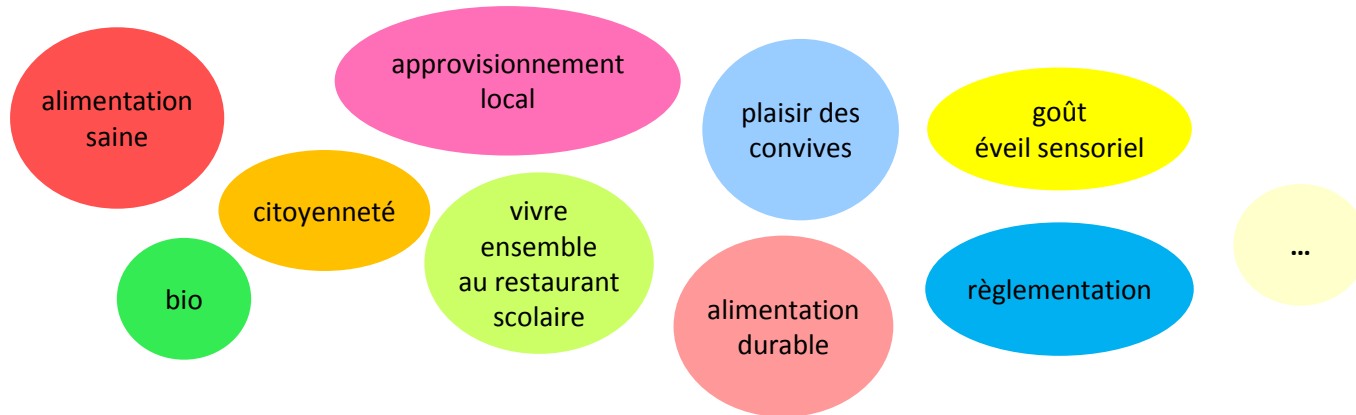 alimentation
saine
approvisionnement
local
plaisir des
convives
goût
éveil sensoriel
citoyenneté
vivre
ensemble
au restaurant
scolaire
bio
alimentation
durable
règlementation
...